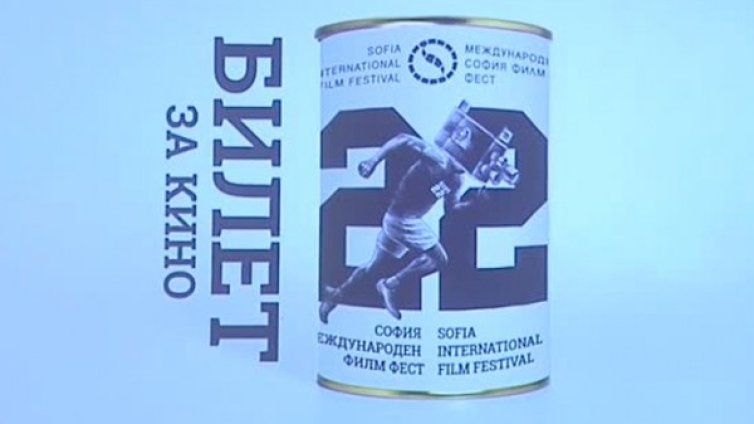 БИЛЕТ
ЗА КИНО
SOFIA
INTERNATIONAL
FILM FESTIVAL
МЕЖДУНАРОД
СОФИЯ ФИЛМ
ФЕСТ
22
СОФИЯ
МЕЖДУНАРОДЕН
ФИЛМ ФЕСТ
SOFIA
INTERNATIONAL
FILM FESTIVAL